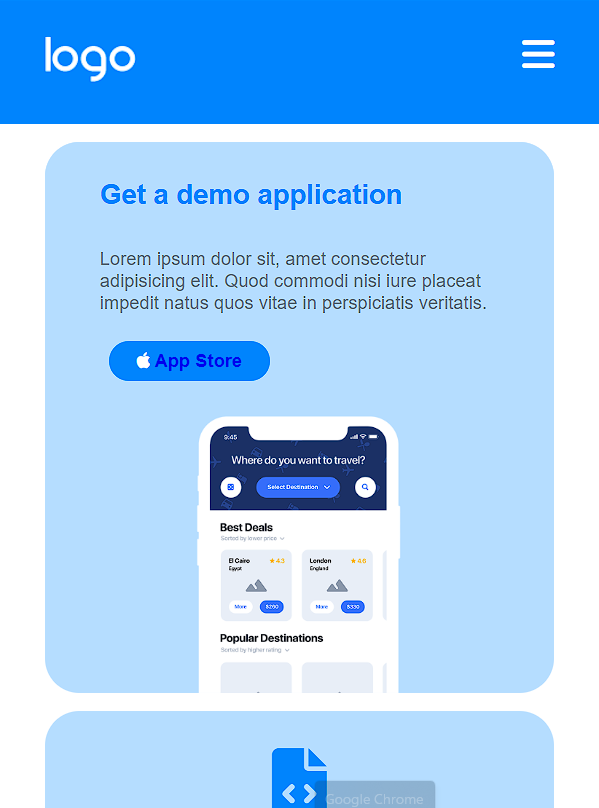 logo
Get a demo application
Lorem ipsum dolor sit, amet consectetur
adipisicing elit. Quod commodi nisi iure placeat
impedit natus quos vitae in perspiciatis veritatis.
App Store
9:45
Where do you want to travel?
Select Destination
Best Deals
Sorted by lower price
El Cairo 4.3
Egypt
London 4.6
England
More $290
More $330
Popular Destinations
Sorted by higher rating
Google Chrome